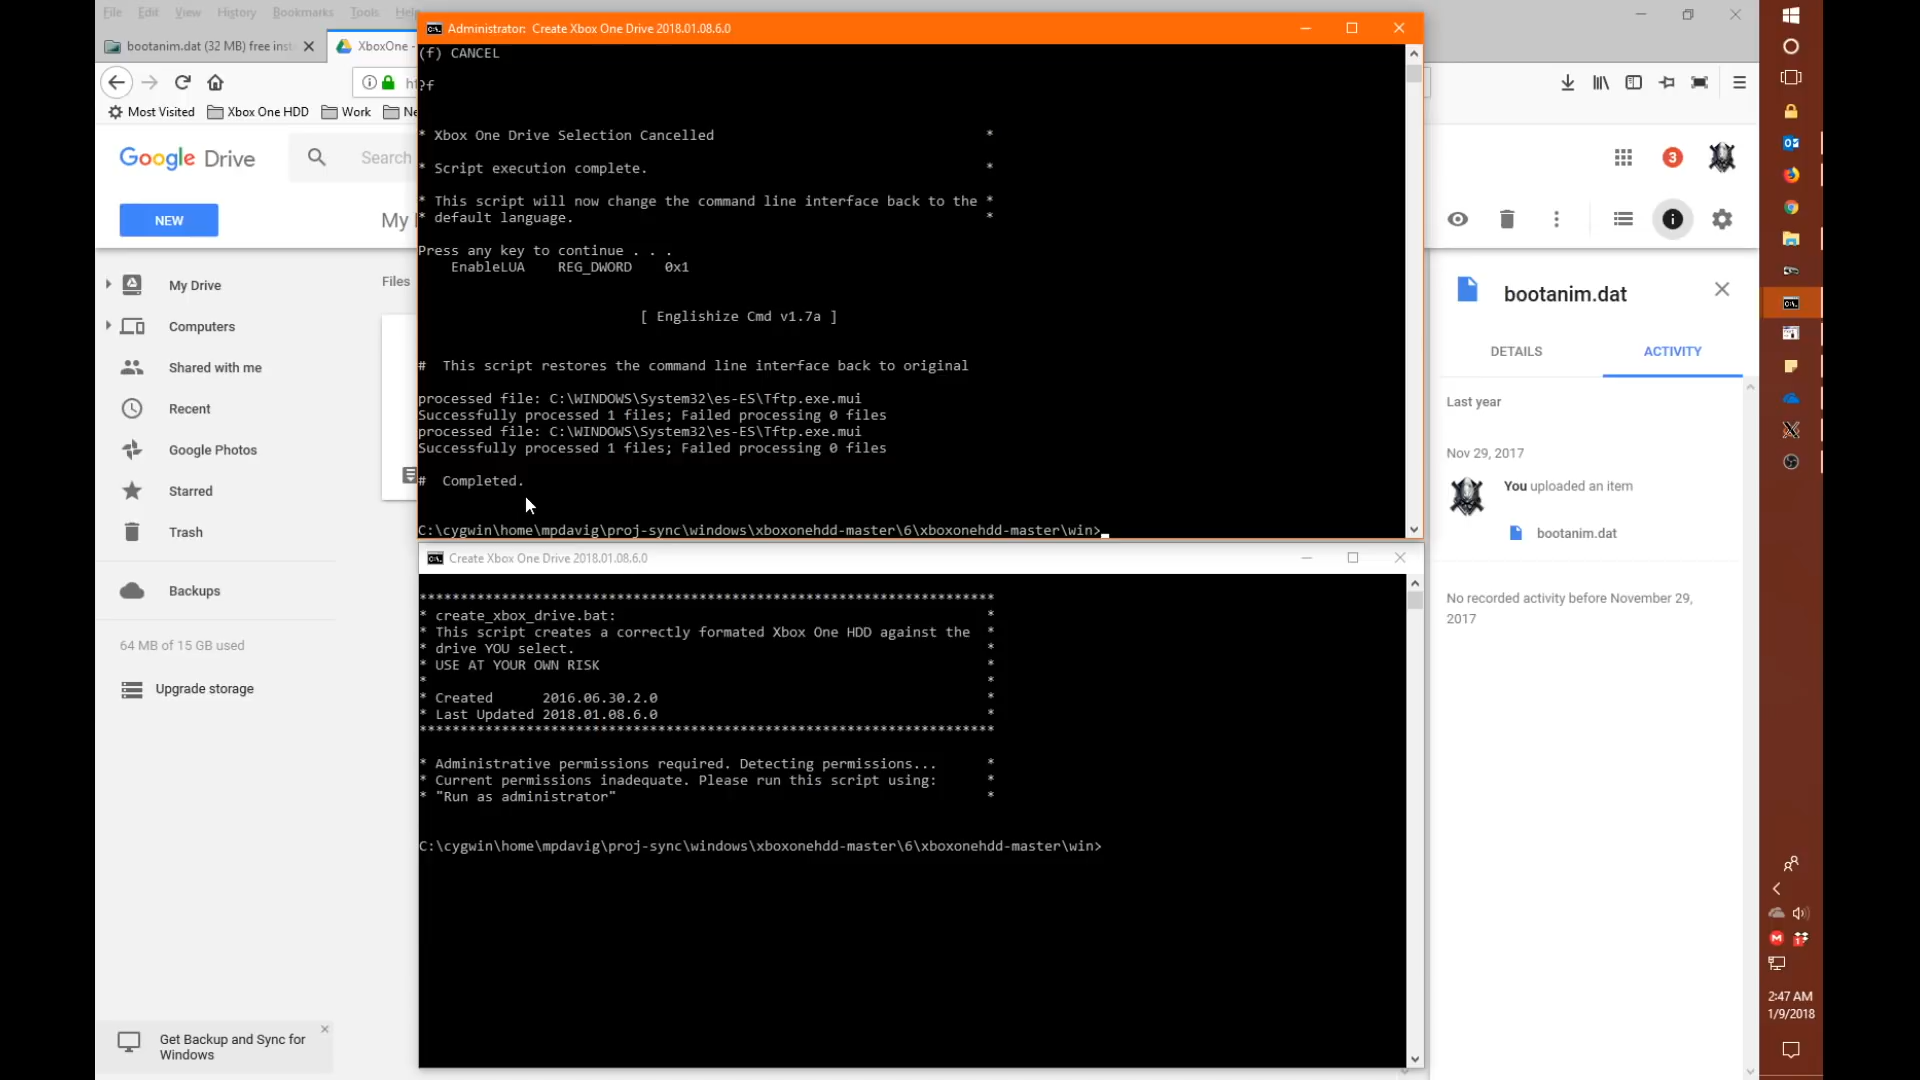 File Edit View History Bookmarks Tools Help
bootanim.dat (32 MB) free inst
XboxOne -
Most Visited Xbox One HDD Work Ne
Google Drive
Search
NEW
My
My Drive
Computers
Shared with me
Recent
Google Photos
Starred
Trash
Backups
64 MB of 15 GB used
Upgrade storage
Get Backup and Sync for
Windows
Files
Administrator: Create Xbox One Drive 2018.01.08.6.0
(f) CANCEL
?f
* Xbox One Drive Selection Cancelled *
* Script execution complete. *
* This script will now change the command line interface back to the *
* default language. *
Press any key to continue . . .
EnableLUA REG_DWORD 0x1
[ Englishize Cmd v1.7a ]
# This script restores the command line interface back to original
processed file: C:\WINDOWS\System32\es-ES\Tftp.exe.mui
Successfully processed 1 files; Failed processing 0 files
processed file: C:\WINDOWS\System32\es-ES\Tftp.exe.mui
Successfully processed 1 files; Failed processing 0 files
# Completed.
C:\cygwin\home\mpdavig\proj-sync\windows\xboxonehdd-master\6\xboxonehdd-master\win>
Create Xbox One Drive 2018.01.08.6.0
***********************************************************************
* create_xbox_drive.bat: *
* This script creates a correctly formated Xbox One HDD against the *
* drive YOU select. *
* USE AT YOUR OWN RISK *
* *
* Created 2016.06.30.2.0 *
* Last Updated 2018.01.08.6.0 *
***********************************************************************
* Administrative permissions required. Detecting permissions... *
* Current permissions inadequate. Please run this script using: *
* "Run as administrator" *
C:\cygwin\home\mpdavig\proj-sync\windows\xboxonehdd-master\6\xboxonehdd-master\win>
3
bootanim.dat
DETAILS ACTIVITY
Last year
Nov 29, 2017
You uploaded an item
bootanim.dat
No recorded activity before November 29,
2017
2:47 AM
1/9/2018